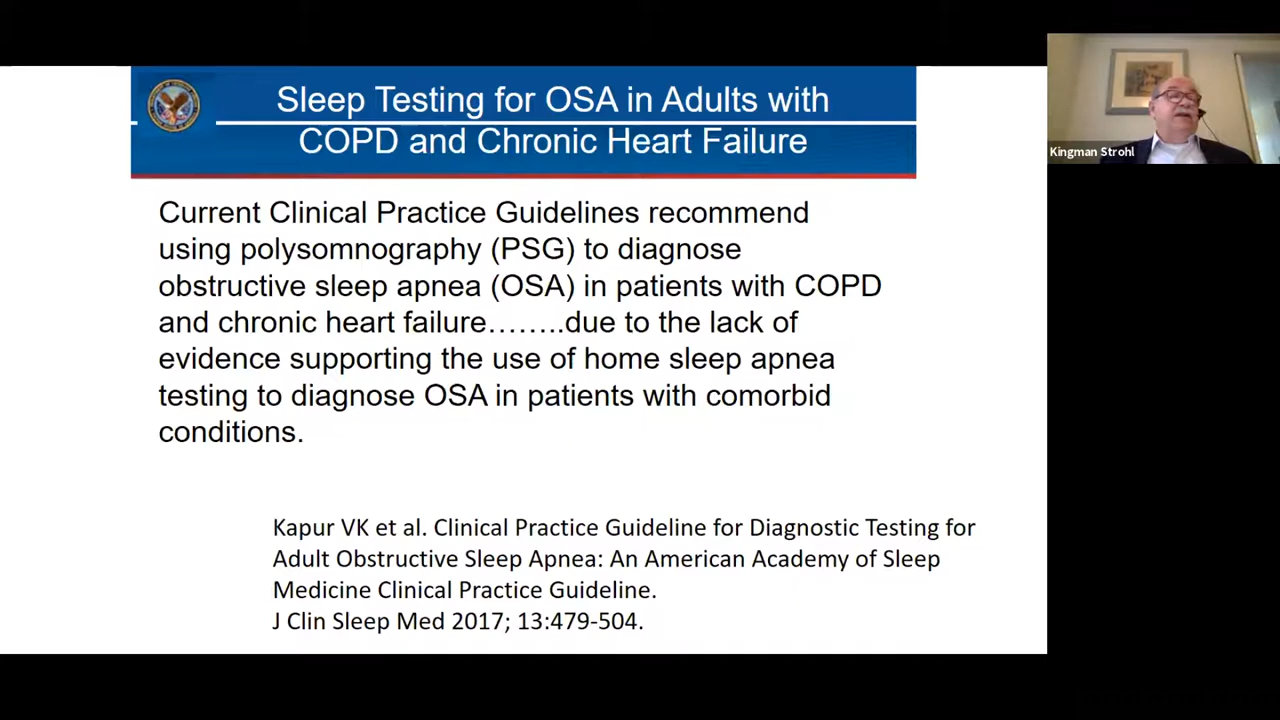 Sleep Testing for OSA in Adults with
COPD and Chronic Heart Failure
Kingman Strohl
Current Clinical Practice Guidelines recommend
using polysomnography (PSG) to diagnose
obstructive sleep apnea (OSA) in patients with COPD
and chronic heart failure……..due to the lack of
evidence supporting the use of home sleep apnea
testing to diagnose OSA in patients with comorbid
conditions.
Kapur VK et al. Clinical Practice Guideline for Diagnostic Testing for
Adult Obstructive Sleep Apnea: An American Academy of Sleep
Medicine Clinical Practice Guideline.
J Clin Sleep Med 2017; 13:479-504.